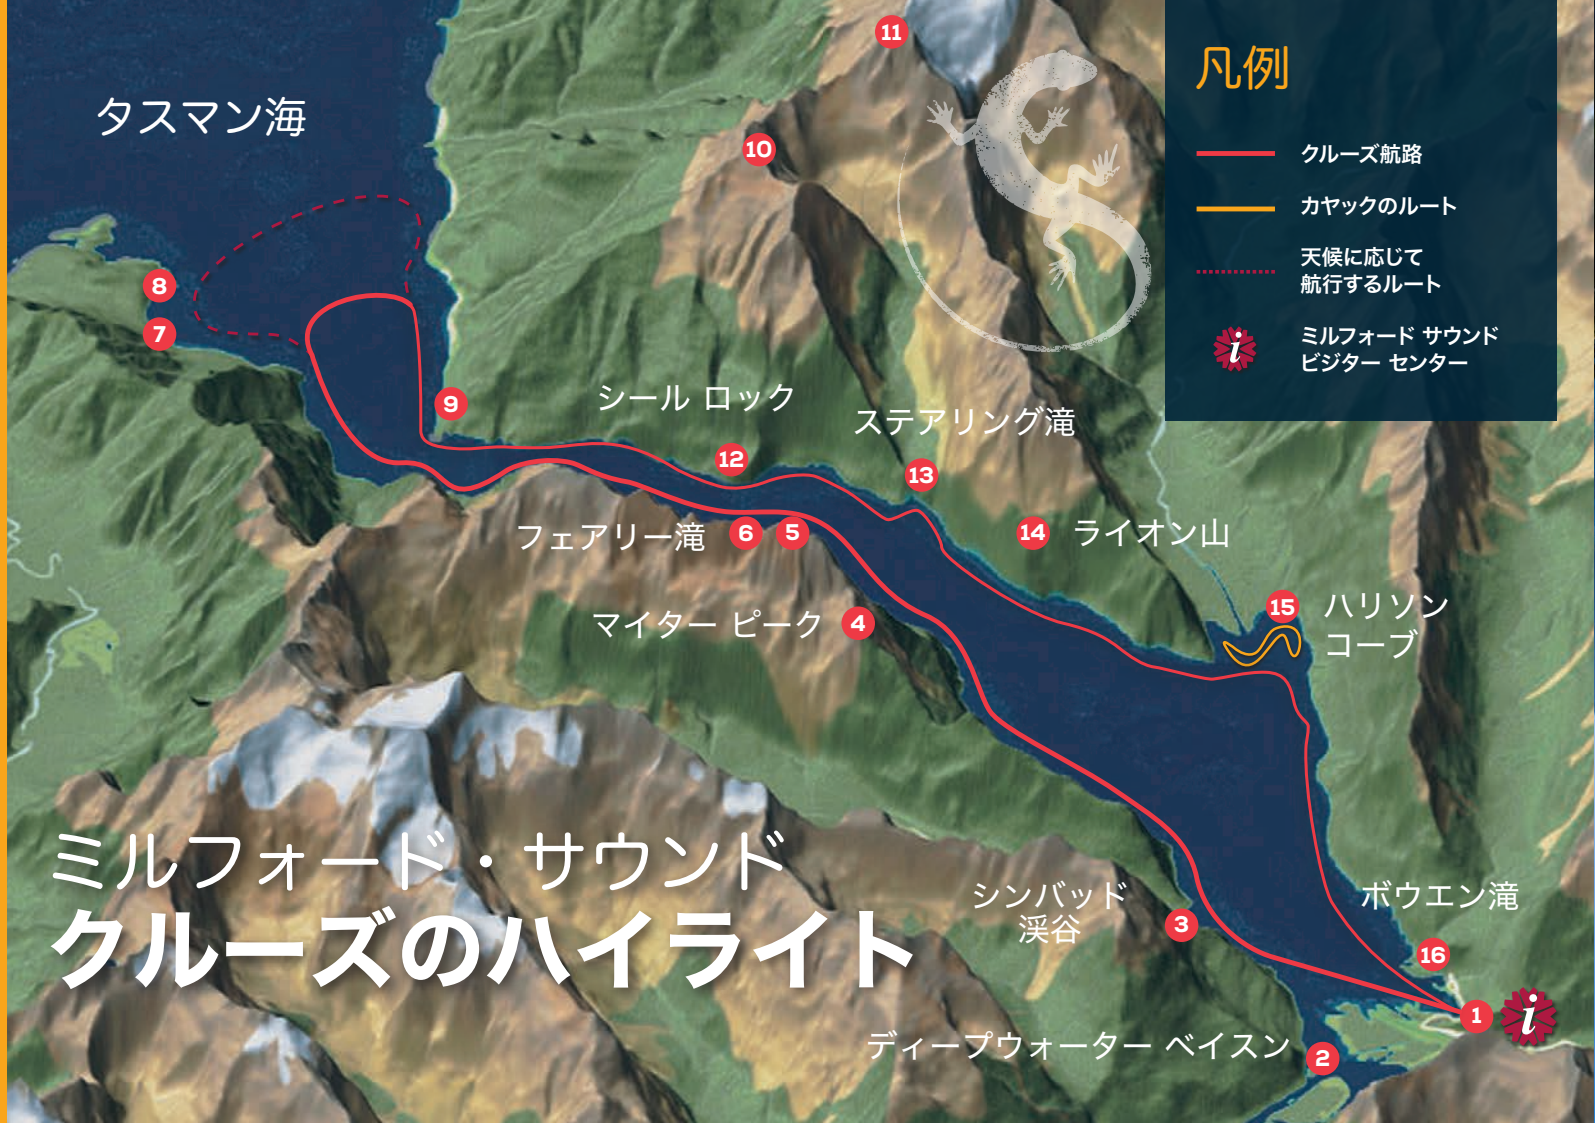 11
凡例
タスマン海
10
クルーズ航路
カヤックのルート
天候に応じて
航行するルート
8
7
ミルフォード サウンド
ビジター センター
9
シール ロック
ステアリング滝
12
13
フェアリー滝
6
5
14
ライオン山
マイター ピーク
4
15
ハリソン
コーブ
ミルフォード・サウンド
クルーズのハイライト
シンバッド
渓谷
3
ボウエン滝
16
1
i
ディープウォーター ベイスン
2